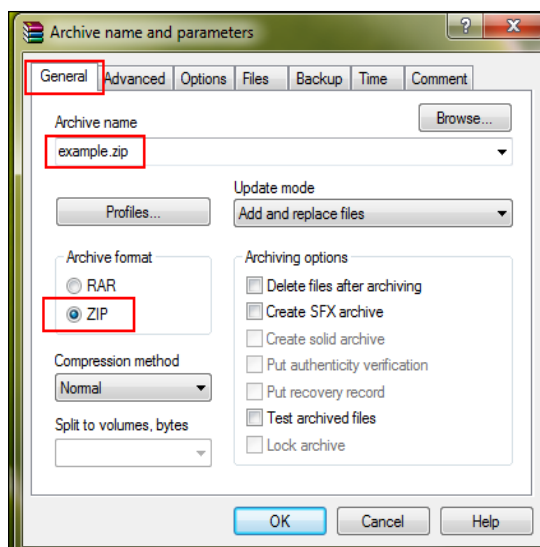 Archive name and parameters
?
X
General
Advanced
Options
Files
Backup
Time
Comment
Archive name
Browse...
example.zip
Update mode
Profiles...
Add and replace files
Archive format
RAR
ZIP
Archiving options
Delete files after archiving
Create SFX archive
Create solid archive
Put authenticity verification
Put recovery record
Test archived files
Lock archive
Compression method
Normal
Split to volumes, bytes
OK
Cancel
Help